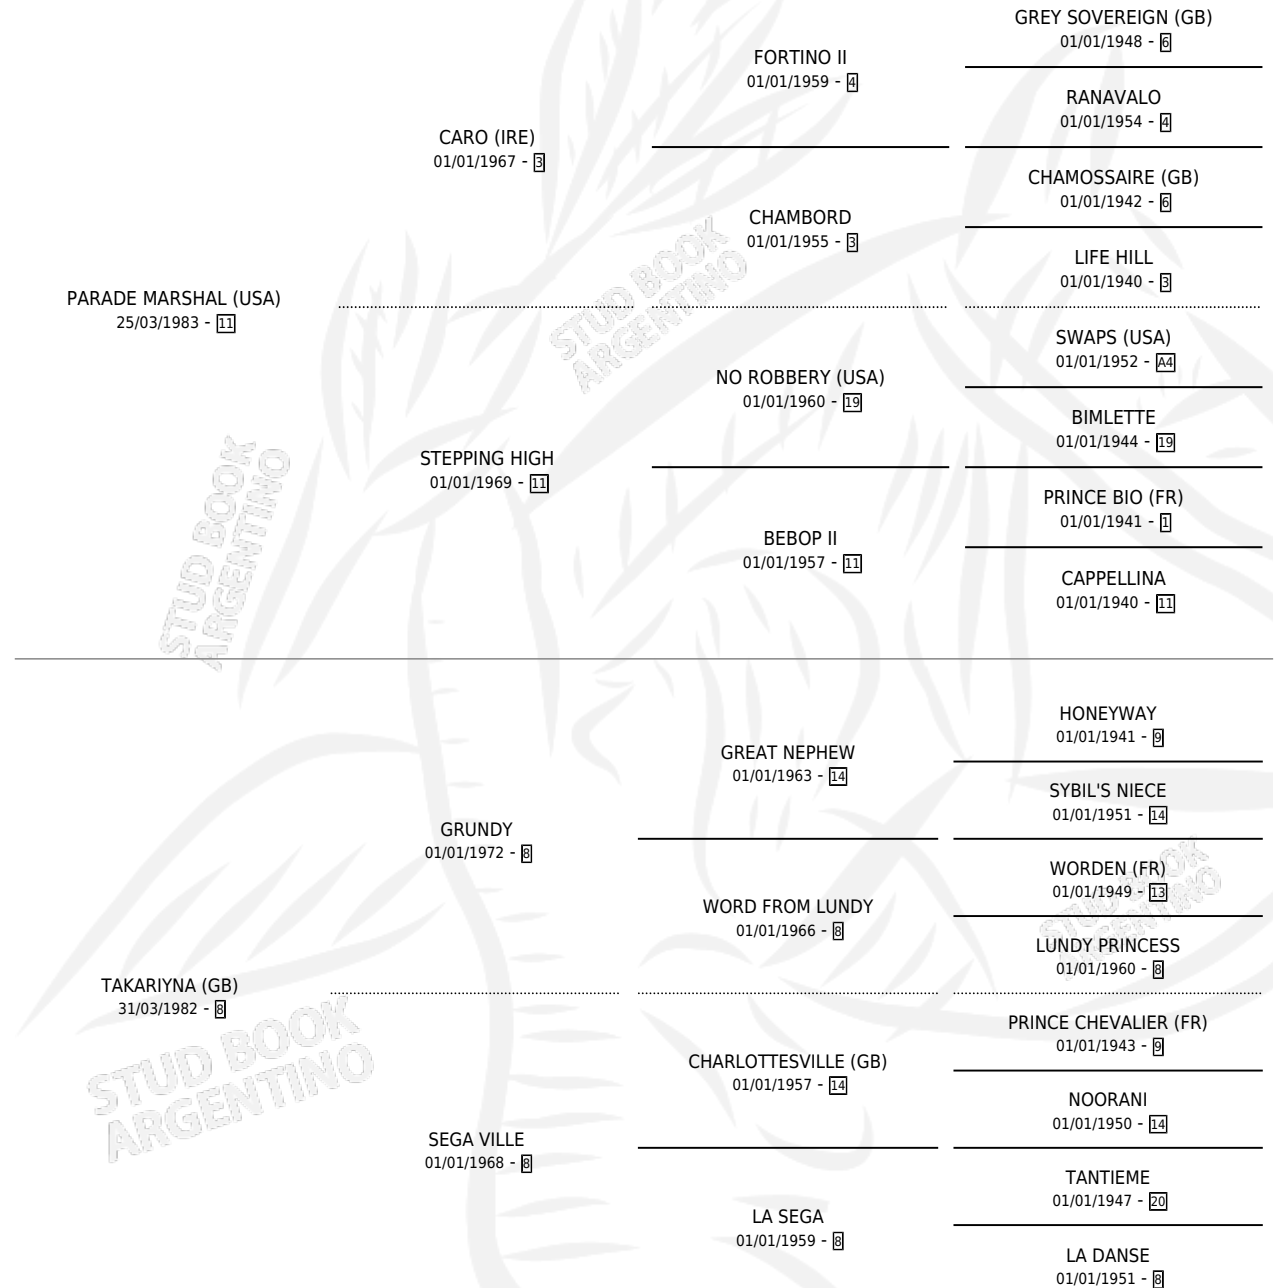 GREY SOVEREIGN (GB)
01/01/1948 - 6
FORTINO II
01/01/1959 - 4
RANAVALO
01/01/1954 - 4
CARO (IRE)
01/01/1967 - 3
CHAMOSSAIRE (GB)
01/01/1942 - 6
CHAMBORD
01/01/1955 - 3
LIFE HILL
01/01/1940 - 3
PARADE MARSHAL (USA)
25/03/1983 - 11
SWAPS (USA)
01/01/1952 - A4
NO ROBBERY (USA)
01/01/1960 - 19
BIMLETTE
01/01/1944 - 19
STEPPING HIGH
01/01/1969 - 11
PRINCE BIO (FR)
01/01/1941 - 1
BEBOP II
01/01/1957 - 11
CAPPELLINA
01/01/1940 - 11
HONEYWAY
01/01/1941 - 9
GREAT NEPHEW
01/01/1963 - 14
SYBIL'S NIECE
01/01/1951 - 14
GRUNDY
01/01/1972 - 8
WORDEN (FR)
01/01/1949 - 13
WORD FROM LUNDY
01/01/1966 - 8
LUNDY PRINCESS
01/01/1960 - 8
TAKARIYNA (GB)
31/03/1982 - 8
PRINCE CHEVALIER (FR)
01/01/1943 - 9
CHARLOTTESVILLE (GB)
01/01/1957 - 14
NOORANI
01/01/1950 - 14
SEGA VILLE
01/01/1968 - 8
TANTIEME
01/01/1947 - 20
LA SEGA
01/01/1959 - 8
LA DANSE
01/01/1951 - 8
STUD BOOK
ARGENTINO
STUD BOOK
ARGENTINO
STUD BOOK
ARGENTINO
STUD BOOK
ARGENTINO